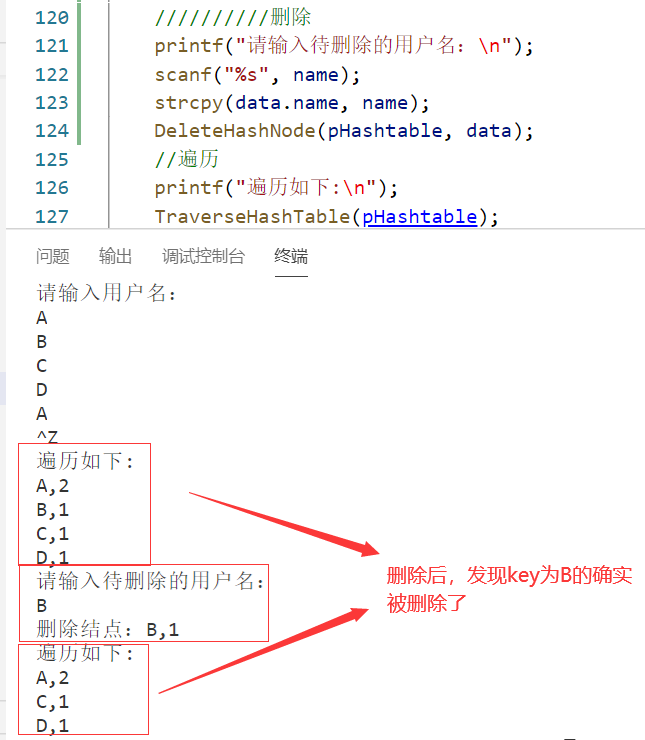 120 //////////删除
121 printf("请输入待删除的用户名：\n");
122 scanf("%s", name);
123 strcpy(data.name, name);
124 DeleteHashNode(pHashtable, data);
125 //遍历
126 printf("遍历如下:\n");
127 TraverseHashTable(pHashtable);
问题 输出 调试控制台 终端
请输入用户名：
A
B
C
D
A
^Z
遍历如下:
A,2
B,1
C,1
D,1
请输入待删除的用户名：
B
删除结点：B,1
遍历如下:
A,2
C,1
D,1
删除后，发现key为B的确实
被删除了